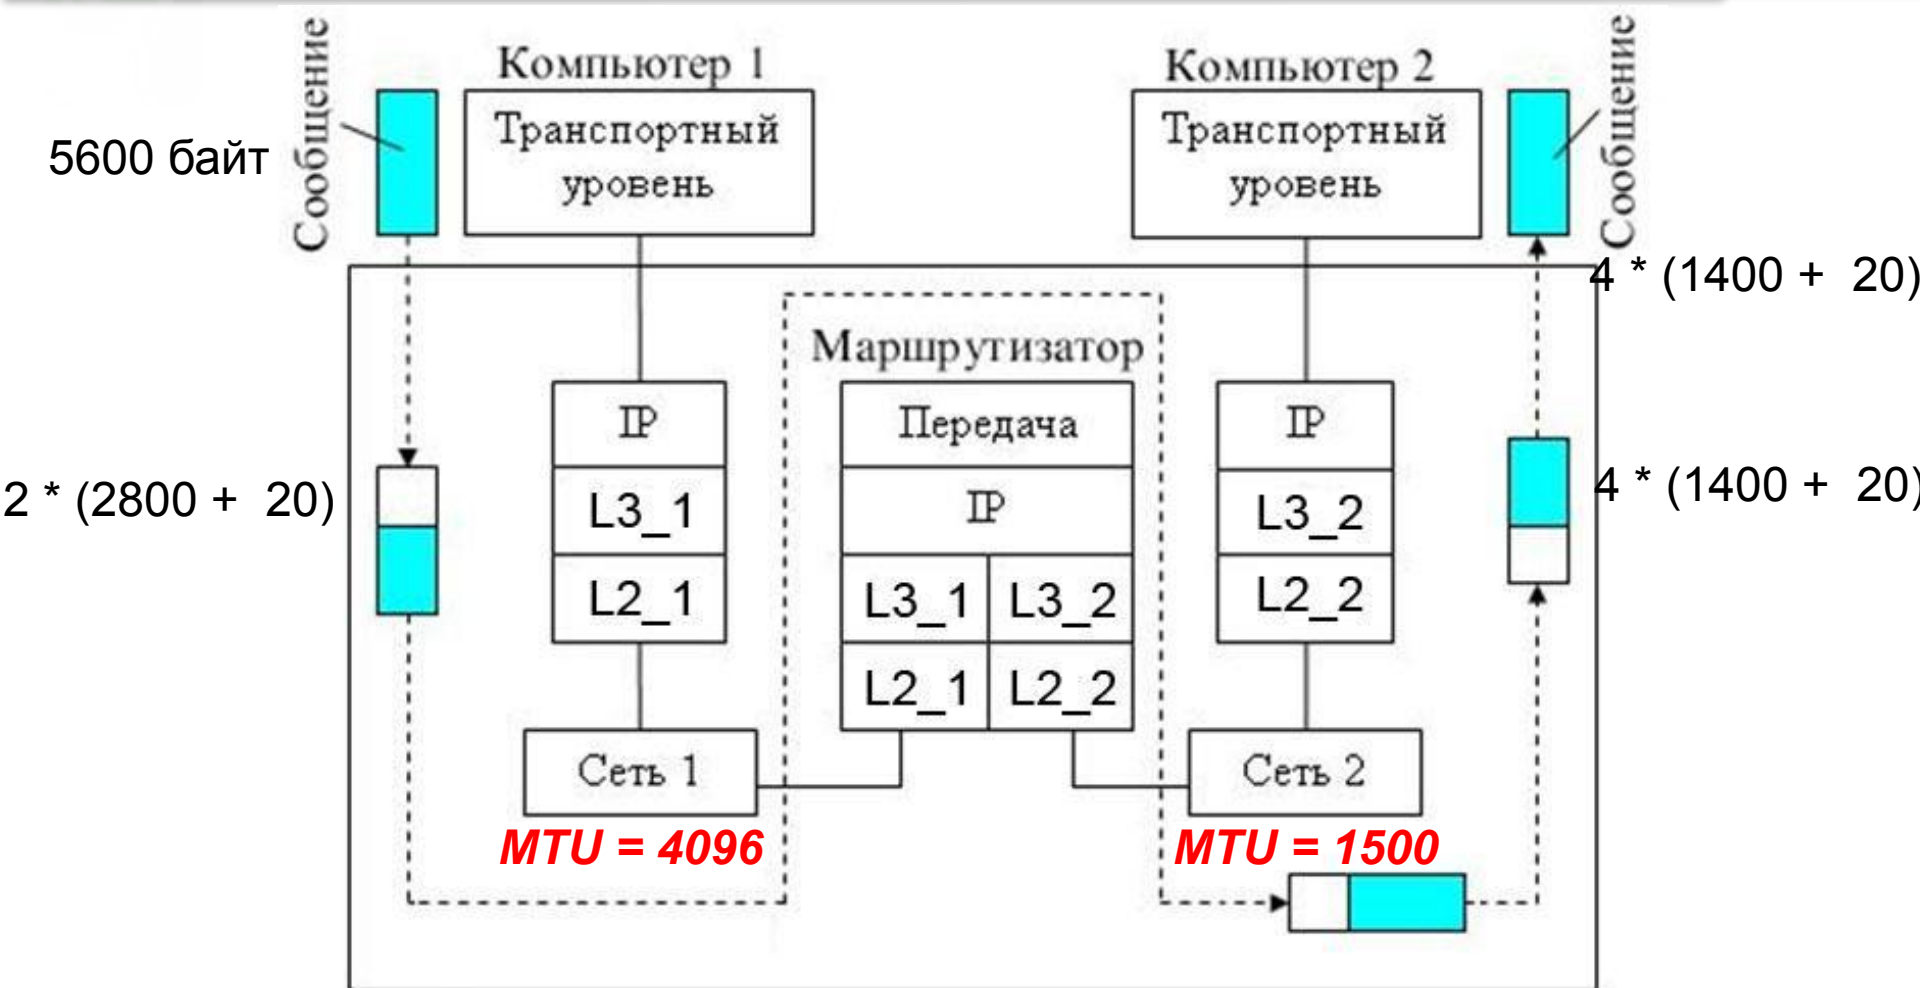 Сообщение
Компьютер 1
Компьютер 2
Сообщение
5600 байт
Транспортный
уровень
Транспортный
уровень
4 * (1400 + 20)
Маршрутизатор
IP
Передача
IP
2 * (2800 + 20)
L3_1
IP
L3_2
4 * (1400 + 20)
L2_1
L3_1
L3_2
L2_2
L2_1
L2_2
Сеть 1
Сеть 2
MTU = 4096
MTU = 1500